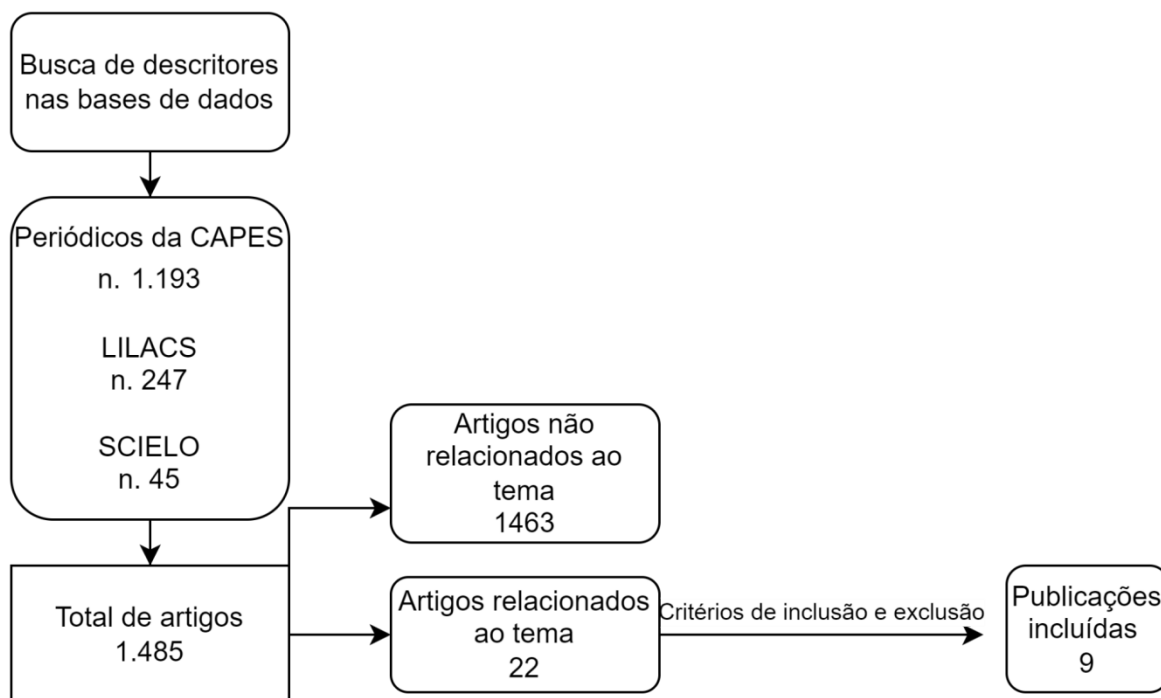 Busca de descritores
nas bases de dados
Periódicos da CAPES
n. 1.193
LILACS
n. 247
SCIELO
n. 45
Total de artigos
1.485
Artigos não
relacionados ao
tema
1463
Artigos relacionados
ao tema
22
Critérios de inclusão e exclusão
Publicações
incluídas
9